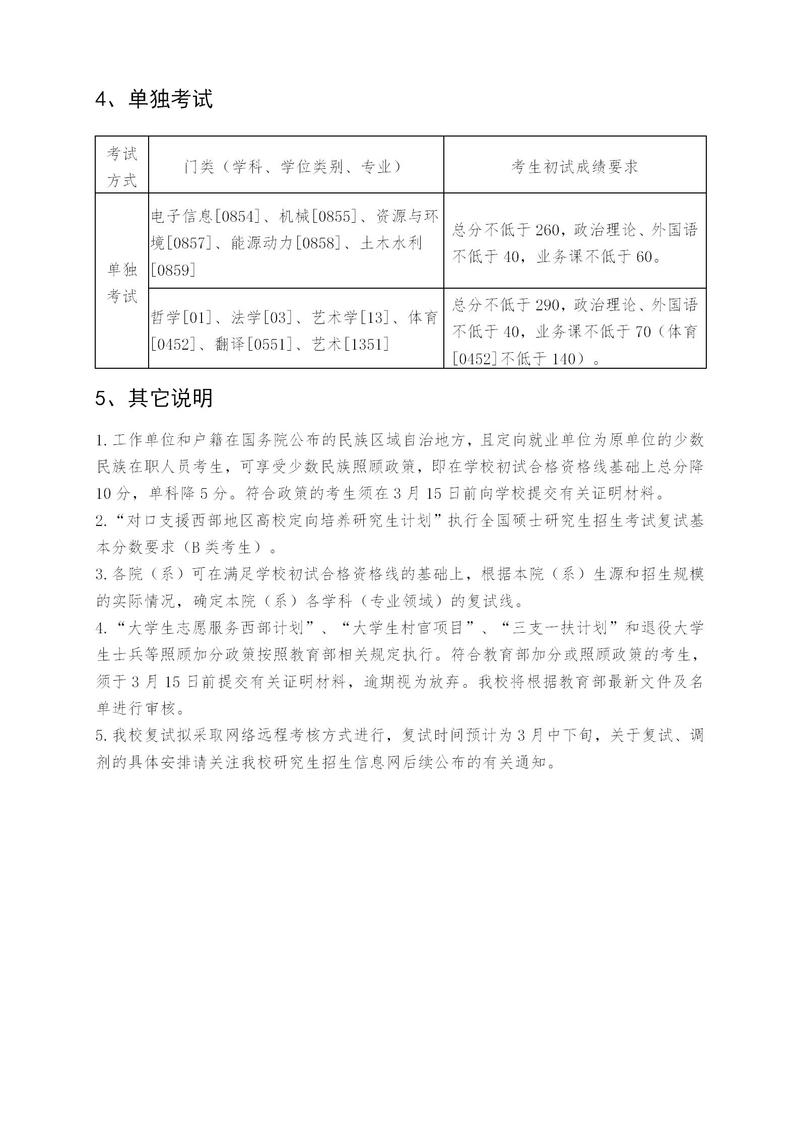 4、单独考试
考试
方式
门类（学科、学位类别、专业）
考生初试成绩要求
单独
考试
电子信息[0854]、机械[0855]、资源与环
境[0857]、能源动力[0858]、土木水利
[0859]
总分不低于 260，政治理论、外国语
不低于 40，业务课不低于 60。
哲学[01]、法学[03]、艺术学[13]、体育
[0452]、翻译[0551]、艺术[1351]
总分不低于 290，政治理论、外国语
不低于 40，业务课不低于 70（体育
[0452]不低于 140）。
5、其它说明
1.工作单位和户籍在国务院公布的民族区域自治地方，且定向就业单位为原单位的少数
民族在职人员考生，可享受少数民族照顾政策，即在学校初试合格资格线基础上总分降
10 分，单科降 5 分。符合政策的考生须在 3 月 15 日前向学校提交有关证明材料。
2.“对口支援西部地区高校定向培养研究生计划”执行全国硕士研究生招生考试复试基
本分数要求（B 类考生）。
3.各院（系）可在满足学校初试合格资格线的基础上，根据本院（系）生源和招生规模
的实际情况，确定本院（系）各学科（专业领域）的复试线。
4.“大学生志愿服务西部计划”、“大学生村官项目”、“三支一扶计划”和退役大学
生士兵等照顾加分政策按照教育部相关规定执行。符合教育部加分或照顾政策的考生，
须于 3 月 15 日前提交有关证明材料，逾期视为放弃。我校将根据教育部最新文件及名
单进行审核。
5.我校复试拟采取网络远程考核方式进行，复试时间预计为 3 月中下旬，关于复试、调
剂的具体安排请关注我校研究生招生信息网后续公布的有关通知。